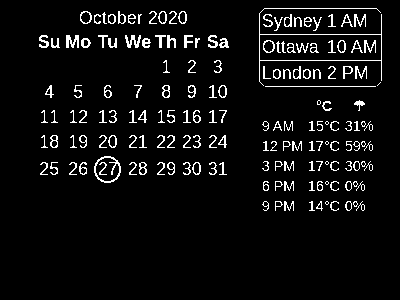 October 2020
Su Mo Tu We Th Fr Sa
1 2 3
4 5 6 7 8 9 10
11 12 13 14 15 16 17
18 19 20 21 22 23 24
25 26 27 28 29 30 31
Sydney 1 AM
Ottawa 10 AM
London 2 PM
°C
9 AM 15°C 31%
12 PM 17°C 59%
3 PM 17°C 30%
6 PM 16°C 0%
9 PM 14°C 0%